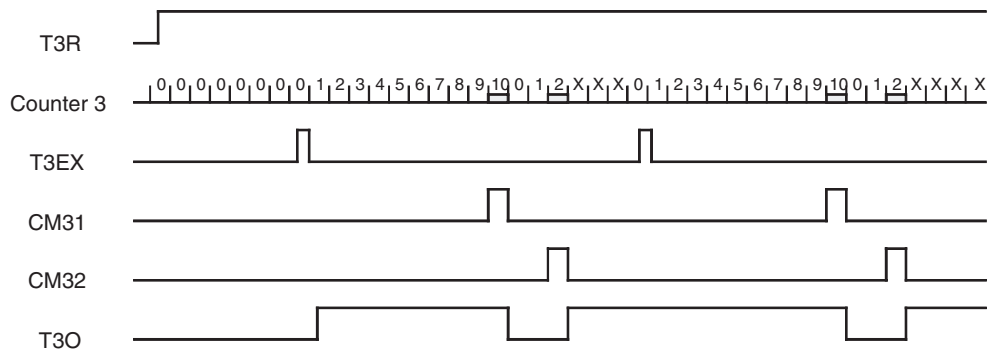 T3R
Counter 3 0 0 0 0 0 0 0 0 1 2 3 4 5 6 7 8 9 10 0 1 2 X X X 0 1 2 3 4 5 6 7 8 9 10 0 1 2 X X X X
T3EX
CM31
CM32
T3O